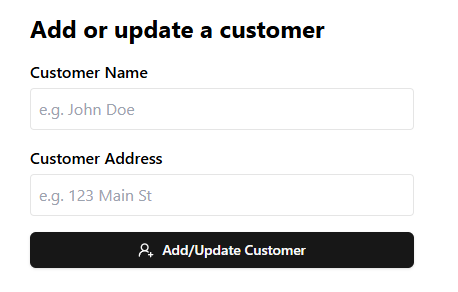 Add or update a customer
Customer Name
e.g. John Doe
Customer Address
e.g. 123 Main St
Add/Update Customer